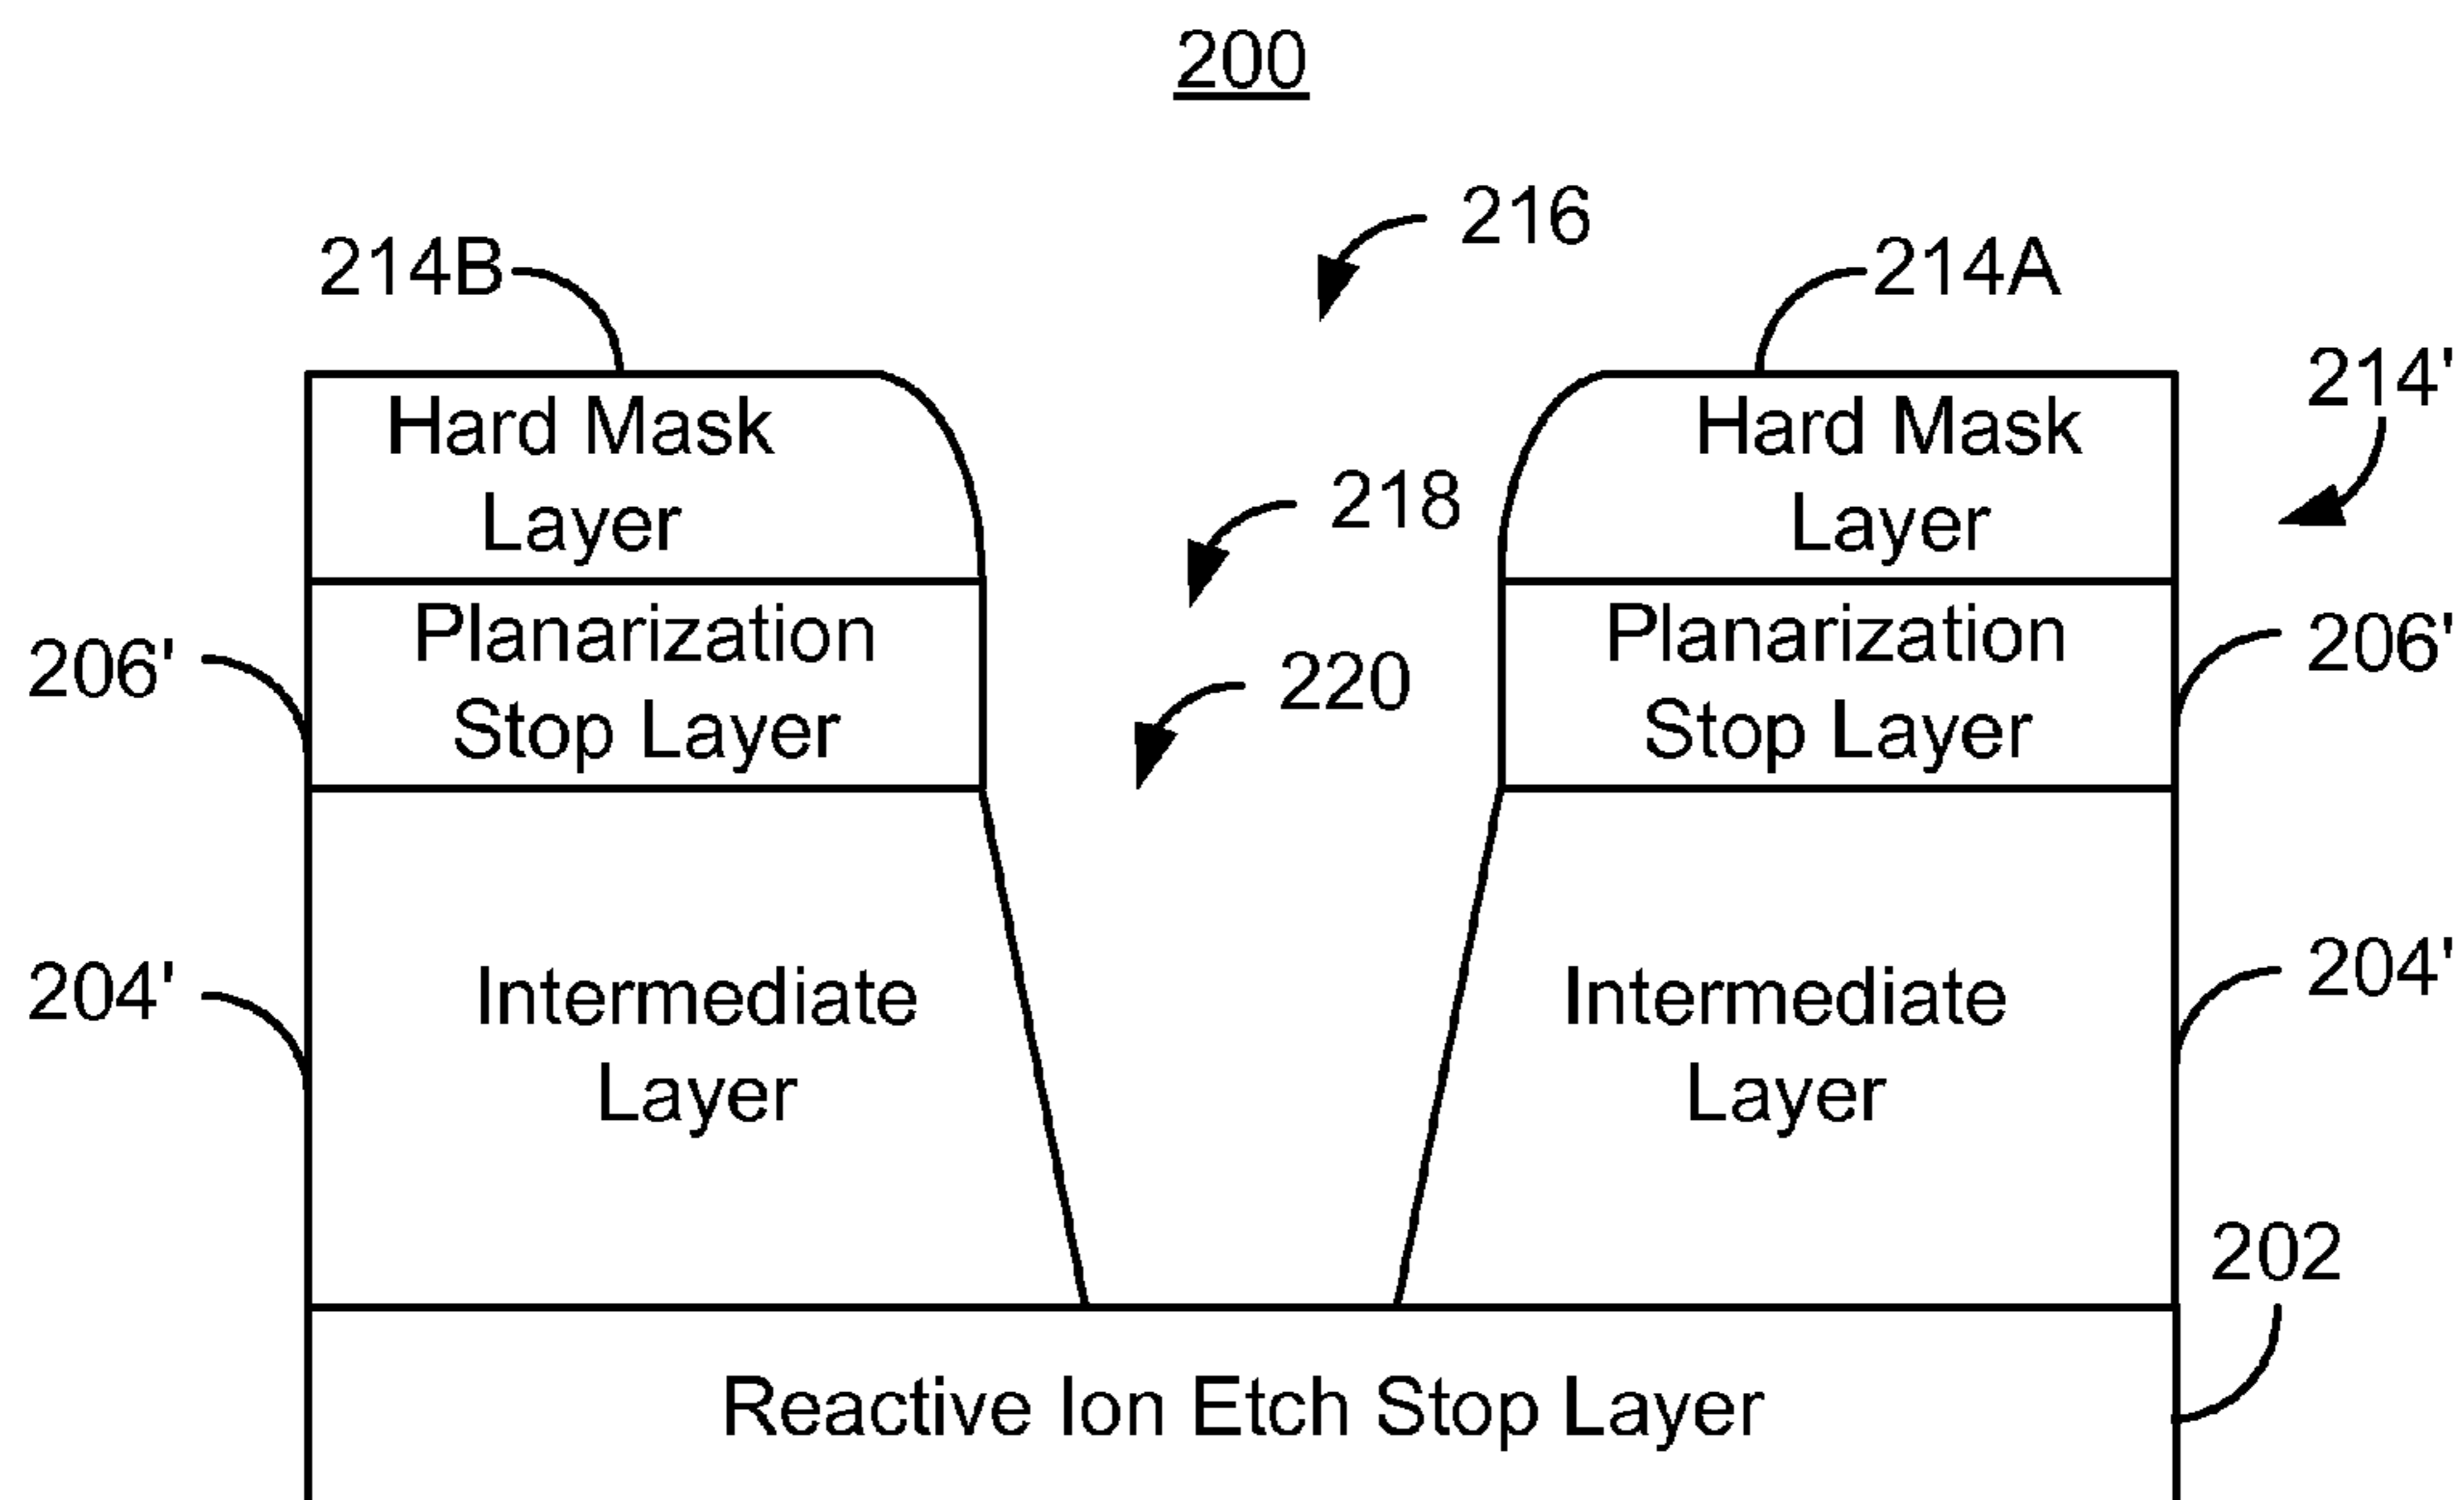 200
216
214B
214A
214'
Hard Mask
Layer
Hard Mask
Layer
218
Planarization
Stop Layer
Planarization
Stop Layer
206'
206'
220
204'
Intermediate
Layer
Intermediate
Layer
204'
202
Reactive Ion Etch Stop Layer